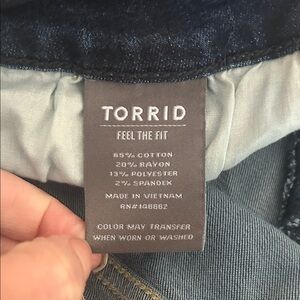 TORRID
FEEL THE FIT
65% COTTON
20% RAYON
13% POLYESTER
2% SPANDEX
MADE IN VIETNAM
RN#148882
COLOR MAY TRANSFER
WHEN WORN OR WASHED